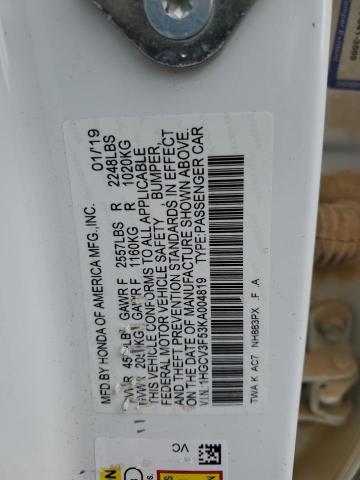 MFD. BY HONDA OF AMERICA MFG.,INC. 01/19
GAWR F 2557LBS R 2248LBS
GAWR F 1160KG R 1020KG
THIS VEHICLE CONFORMS TO ALL APPLICABLE
FEDERAL MOTOR VEHICLE SAFETY BUMPER,
AND THEFT PREVENTION STANDARDS IN EFFECT
ON THE DATE OF MANUFACTURE SHOWN ABOVE.
V.I.N.:1HGCV3F53KA004819 TYPE:PASSENGER CAR
TWA K AC7 NH883PX .F .A
VC